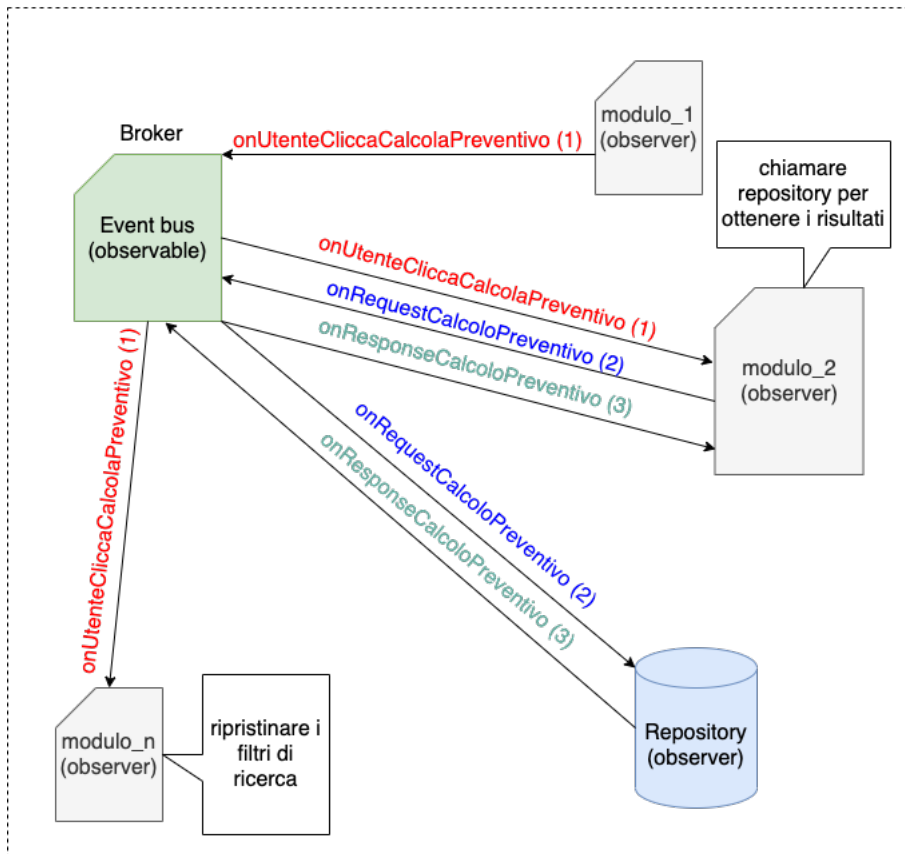 modulo_1
(observer)
Broker
onUtenteCliccaCalcolaPreventivo (1)
chiamare
repository per
ottenere i risultati
Event bus
(observable)
onUtenteCliccaCalcolaPreventivo (1)
onRequestCalcoloPreventivo (2)
onResponseCalcoloPreventivo (3)
modulo_2
(observer)
onUtenteCliccaCalcolaPreventivo (1)
onRequestCalcoloPreventivo (2)
onResponseCalcoloPreventivo (3)
modulo_n
(observer)
ripristinare i
filtri di
ricerca
Repository
(observer)